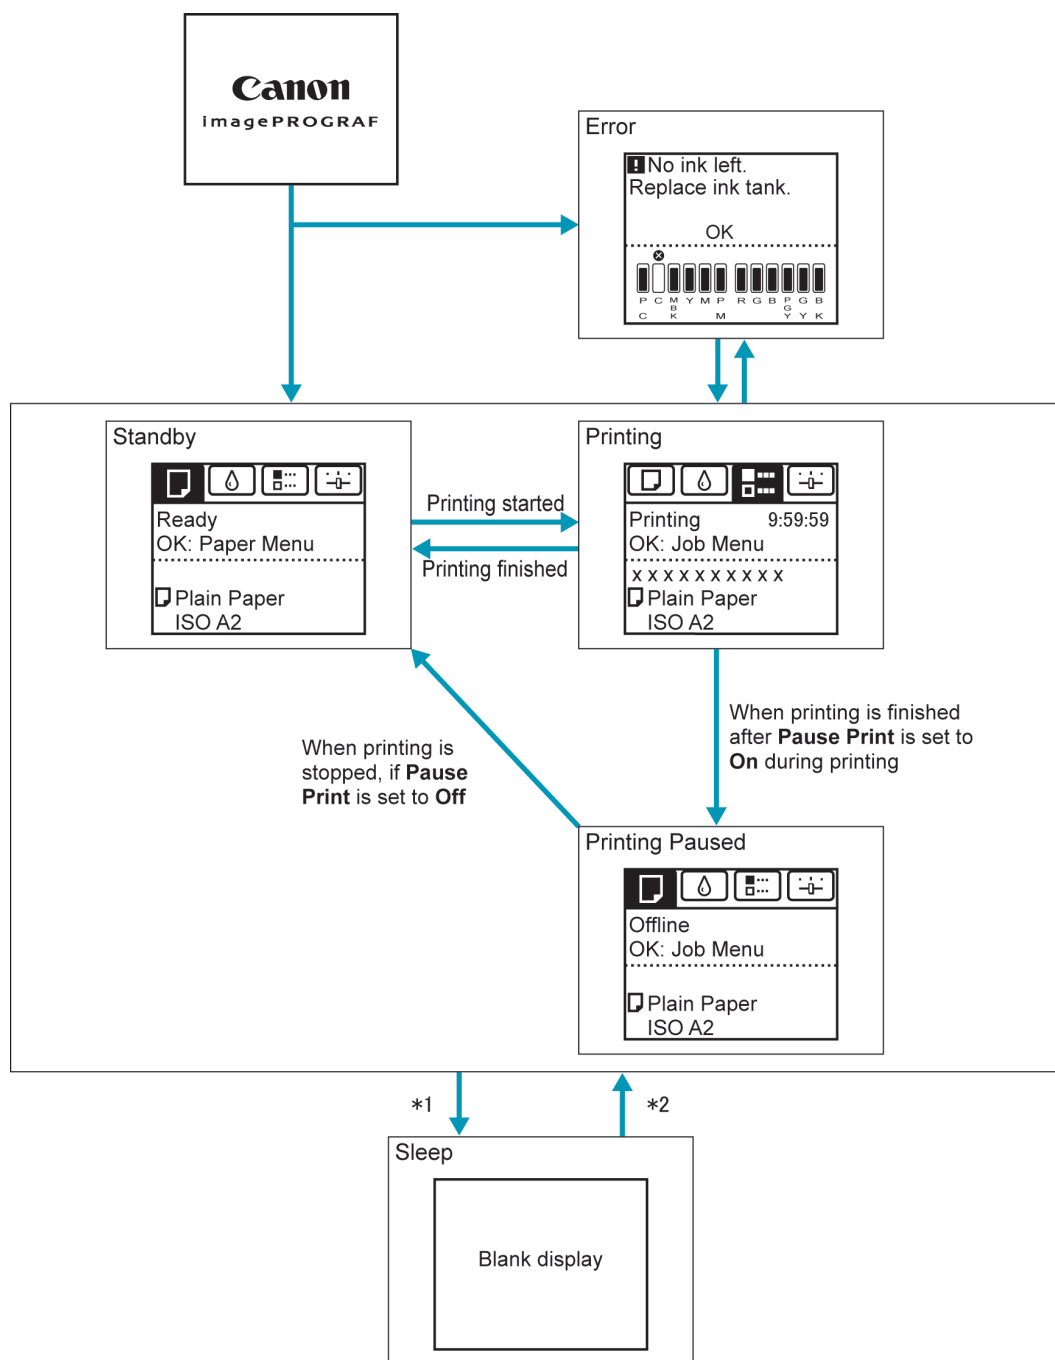 Canon
imagePROGRAF
Error
No ink left.
Replace ink tank.
OK
P C M Y M P R G B P G B
B G
C K M Y Y K
Standby
Ready
OK: Paper Menu
Plain Paper
ISO A2
Printing started
Printing finished
Printing 9:59:59
Printing
OK: Job Menu
x x x x x x x x x x
Plain Paper
ISO A2
When printing is
stopped, if Pause
Print is set to Off
When printing is finished
after Pause Print is set to
On during printing
Printing Paused
Offline
OK: Job Menu
Plain Paper
ISO A2
*1
*2
Sleep
Blank display